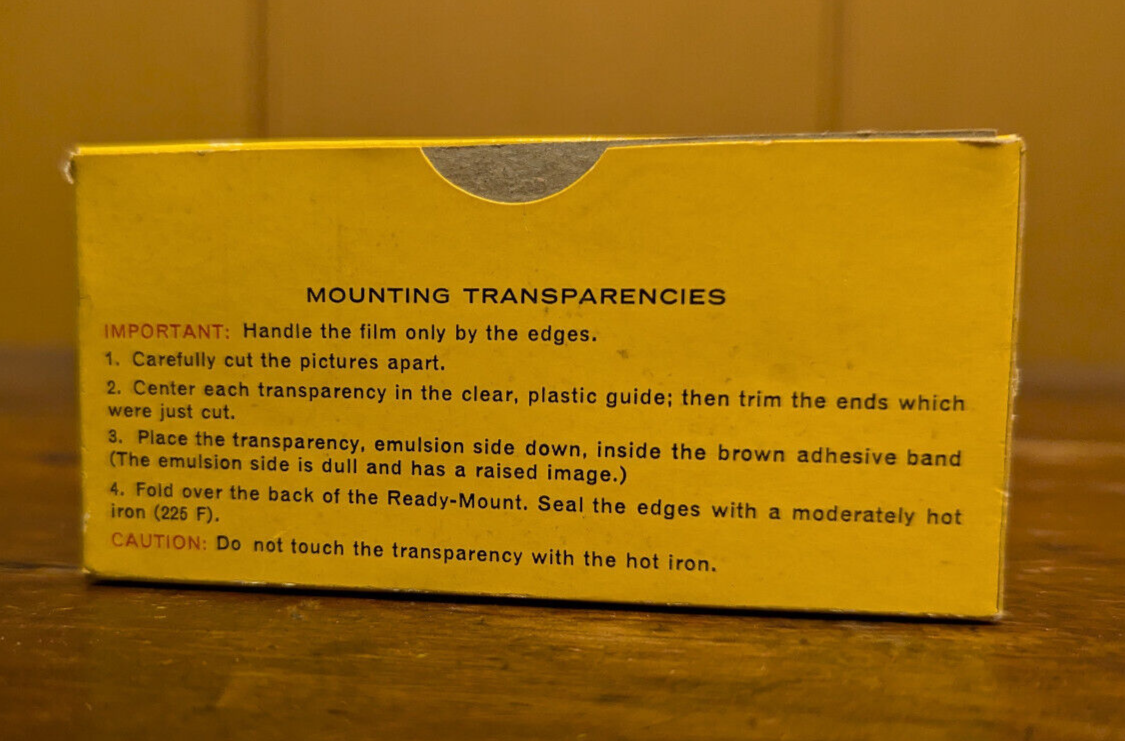 MOUNTING TRANSPARENCIES
IMPORTANT: Handle the film only by the edges.
1. Carefully cut the pictures apart.
2. Center each transparency in the clear, plastic guide; then trim the ends which
were just cut.
3. Place the transparency, emulsion side down, inside the brown adhesive band
(The emulsion side is dull and has a raised image.)
4. Fold over the back of the Ready-Mount. Seal the edges with a moderately hot
iron (225 F).
CAUTION: Do not touch the transparency with the hot iron.